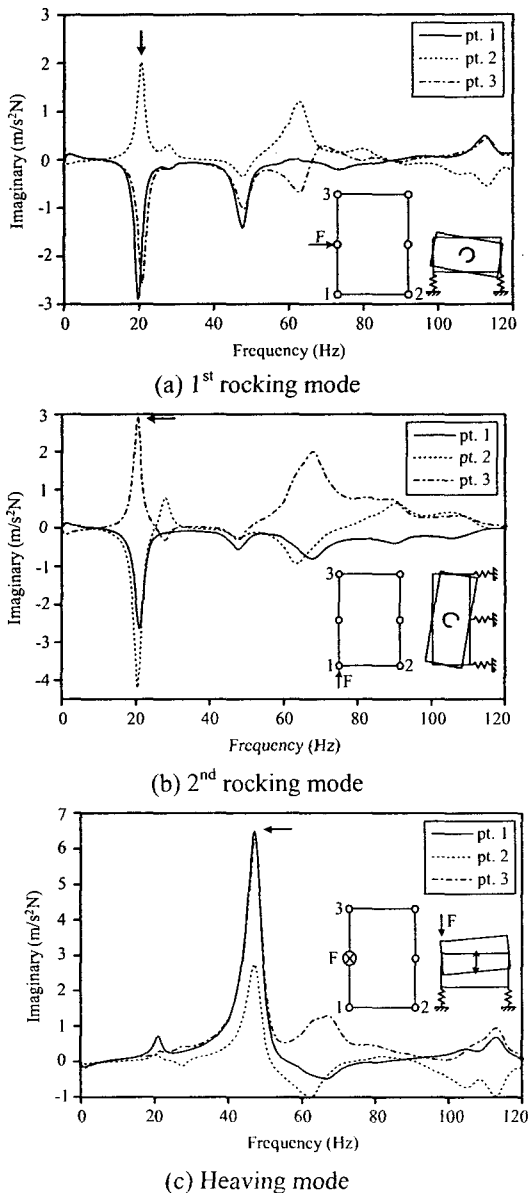 3
2
1
0
-1
-2
-3
Imaginary (m/s²N)
pt. 1
pt. 2
pt. 3
3
F
1
2
0 20 40 60 80 100 120
Frequency (Hz)
(a) 1st rocking mode
3
2
1
0
-1
-2
-3
-4
Imaginary (m/s²N)
pt. 1
pt. 2
pt. 3
3
1
2
F
0 20 40 60 80 100 120
Frequency (Hz)
(b) 2nd rocking mode
7
6
5
4
3
2
1
0
-1
Imaginary (m/s²N)
pt. 1
pt. 2
pt. 3
3
F
F
1
2
0 20 40 60 80 100 120
Frequency (Hz)
(c) Heaving mode